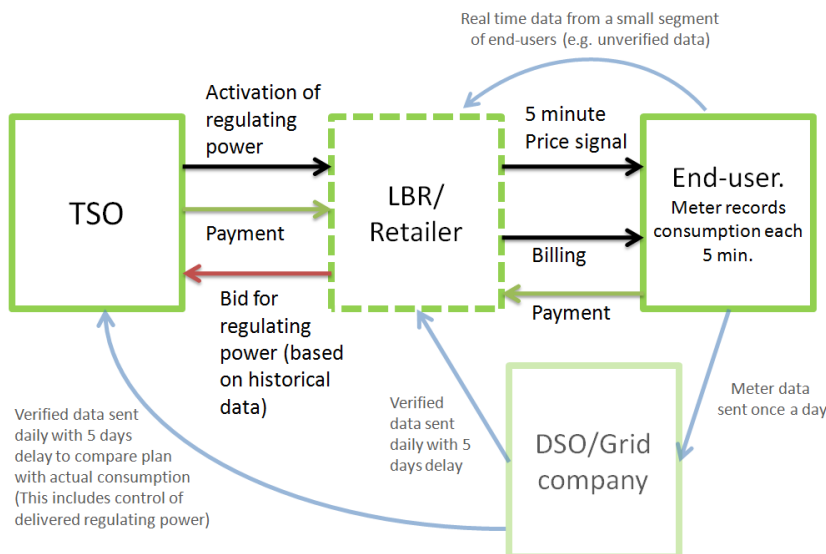 Real time data from a small segment
of end-users (e.g. unverified data)
Activation of
regulating
power
5 minute
Price signal
TSO
LBR/
Retailer
End-user.
Meter records
consumption each
5 min.
Payment
Billing
Bid for
regulating
power (based
on historical
data)
Payment
Verified data sent
daily with 5 days
delay to compare plan
with actual consumption
(This includes control of
delivered regulating power)
Verified
data sent
daily with 5
days delay
DSO/Grid
company
Meter data
sent once a day